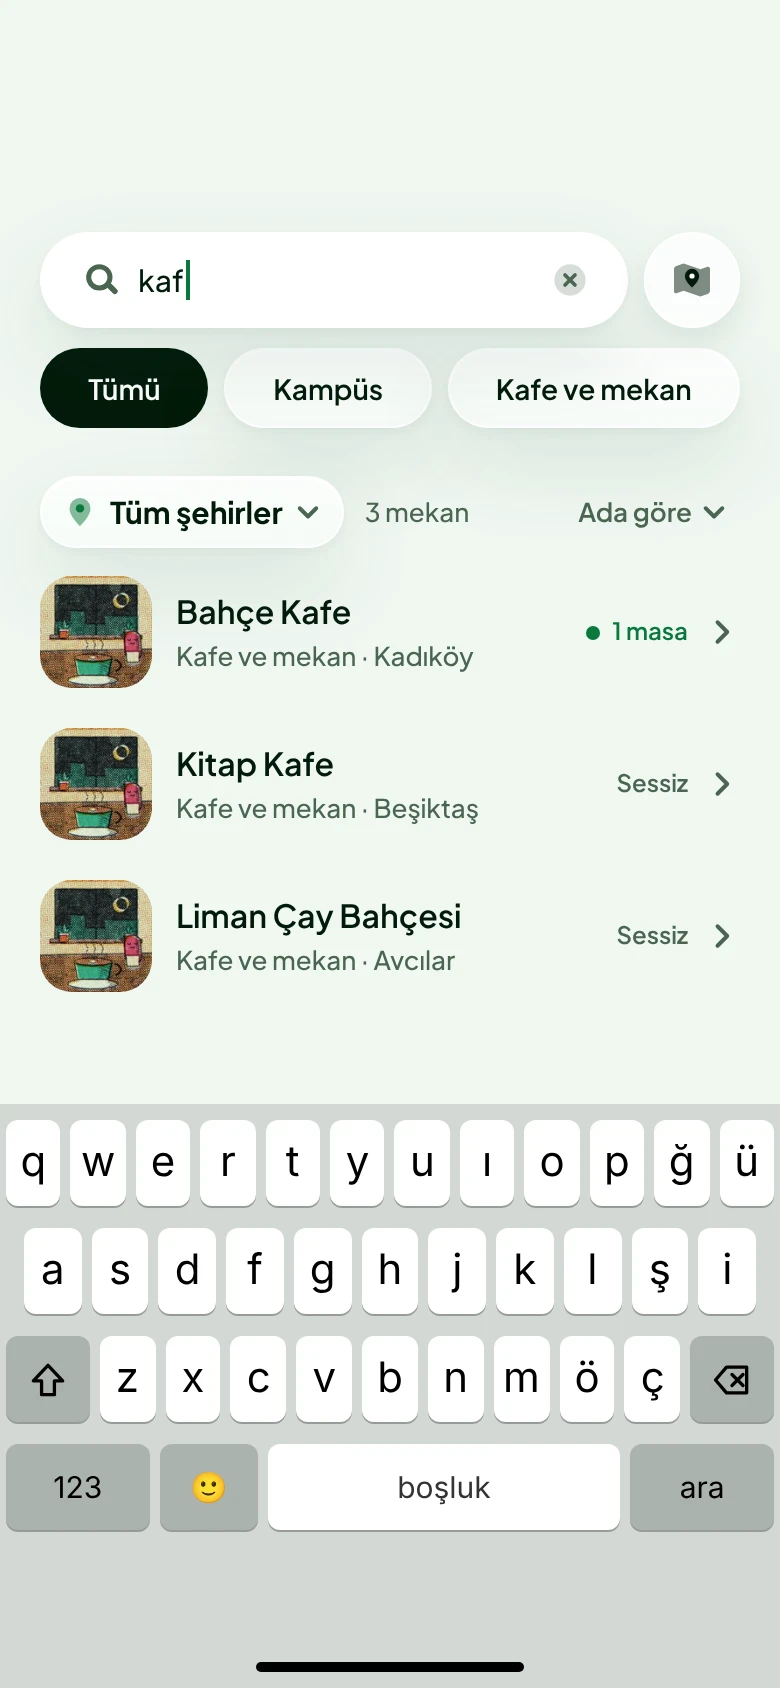 kaf
Tümü Kampüs Kafe ve mekan
Tüm şehirler 3 mekan Ada göre
Bahçe Kafe
Kafe ve mekan · Kadıköy
1 masa
Kitap Kafe
Kafe ve mekan · Beşiktaş
Sessiz
Liman Çay Bahçesi
Kafe ve mekan · Avcılar
Sessiz
q w e r t y u ı o p ğ ü
a s d f g h j k l ş i
z x c v b n m ö ç
123 boşluk ara